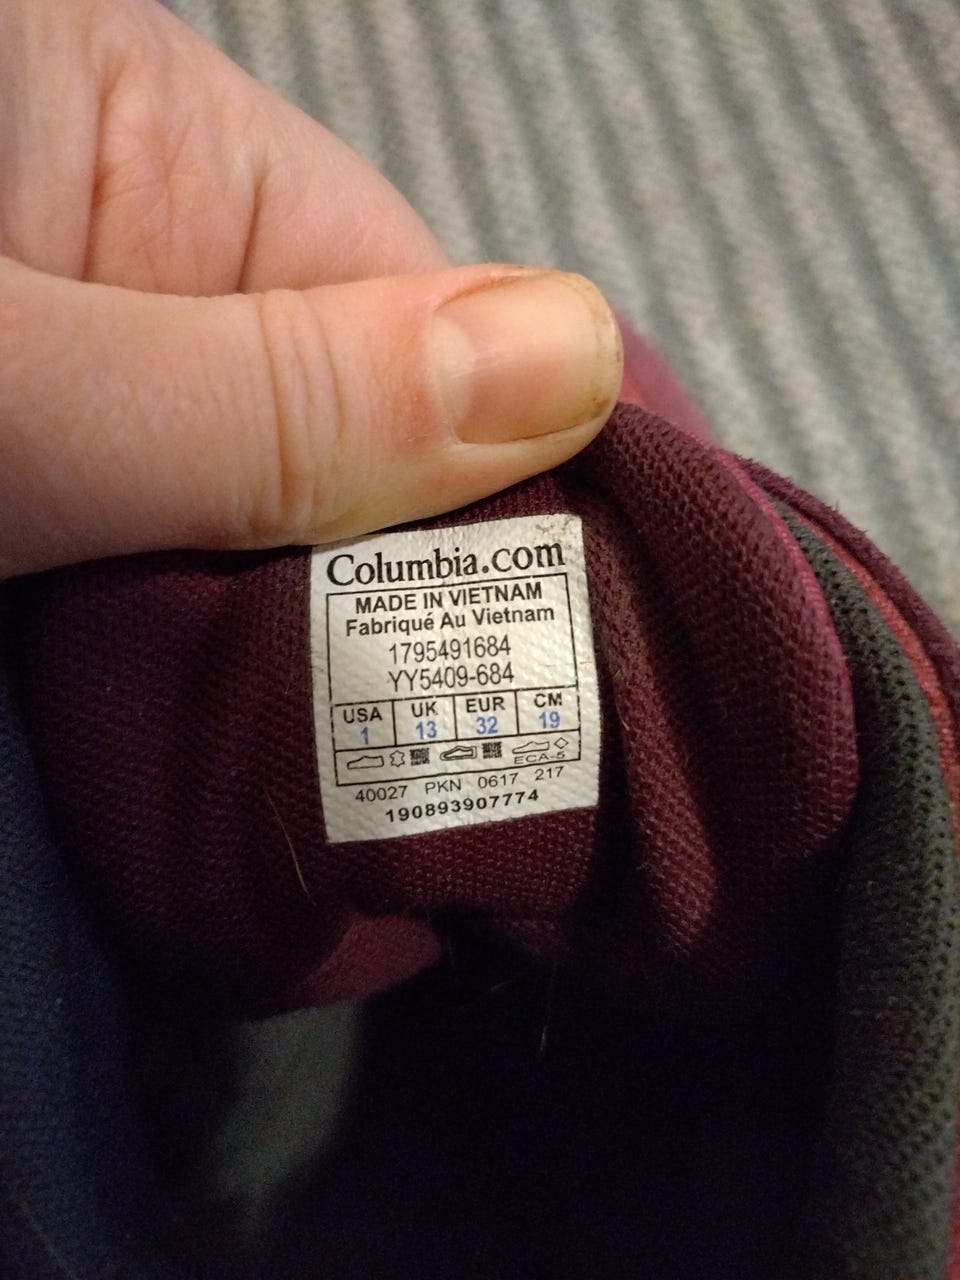 Columbia.com
MADE IN VIETNAM
Fabriqué Au Vietnam
1795491684
YY5409-684
USA UK EUR CM
1 13 32 19
ECA-5
40027 PKN 0617 217
190893907774